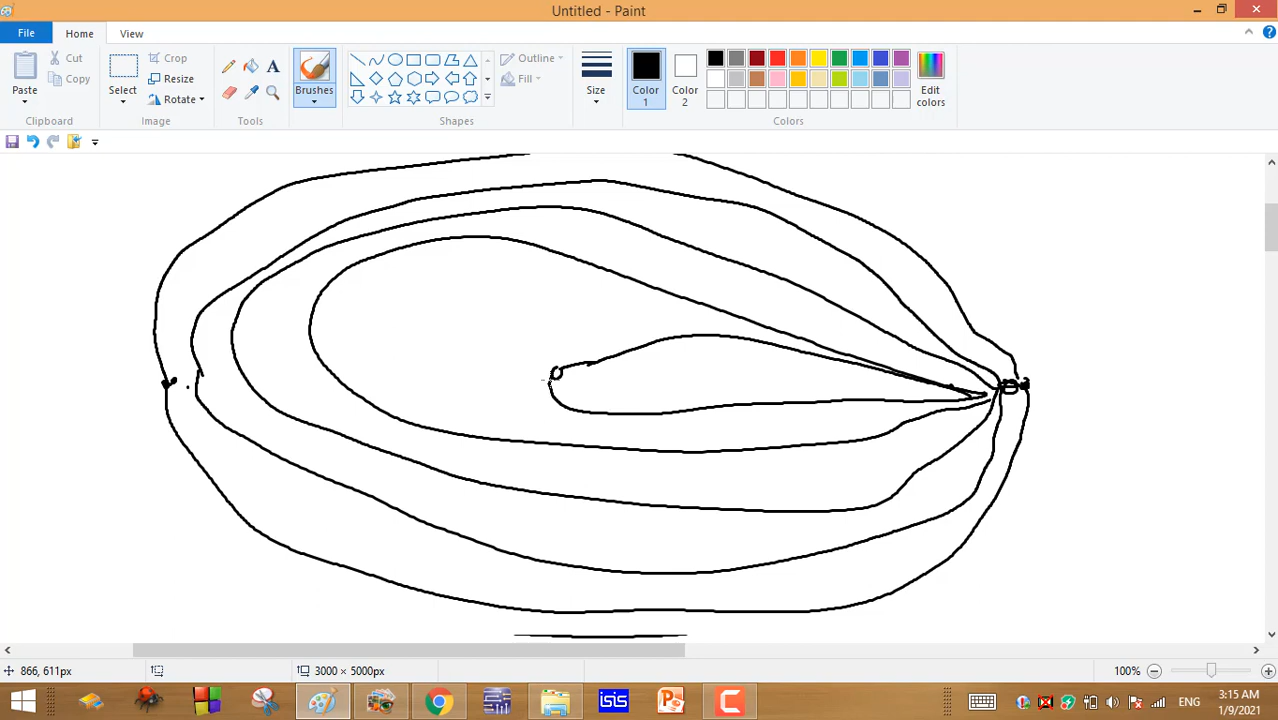 Untitled - Paint
File Home View
Paste Cut Copy Select Crop Resize Rotate A Brushes Outline Fill Size Color 1 Color 2 Edit colors
Clipboard Image Tools Shapes Colors
866, 611px 3000 × 5000px 100%
isis P ENG 3:15 AM
1/9/2021